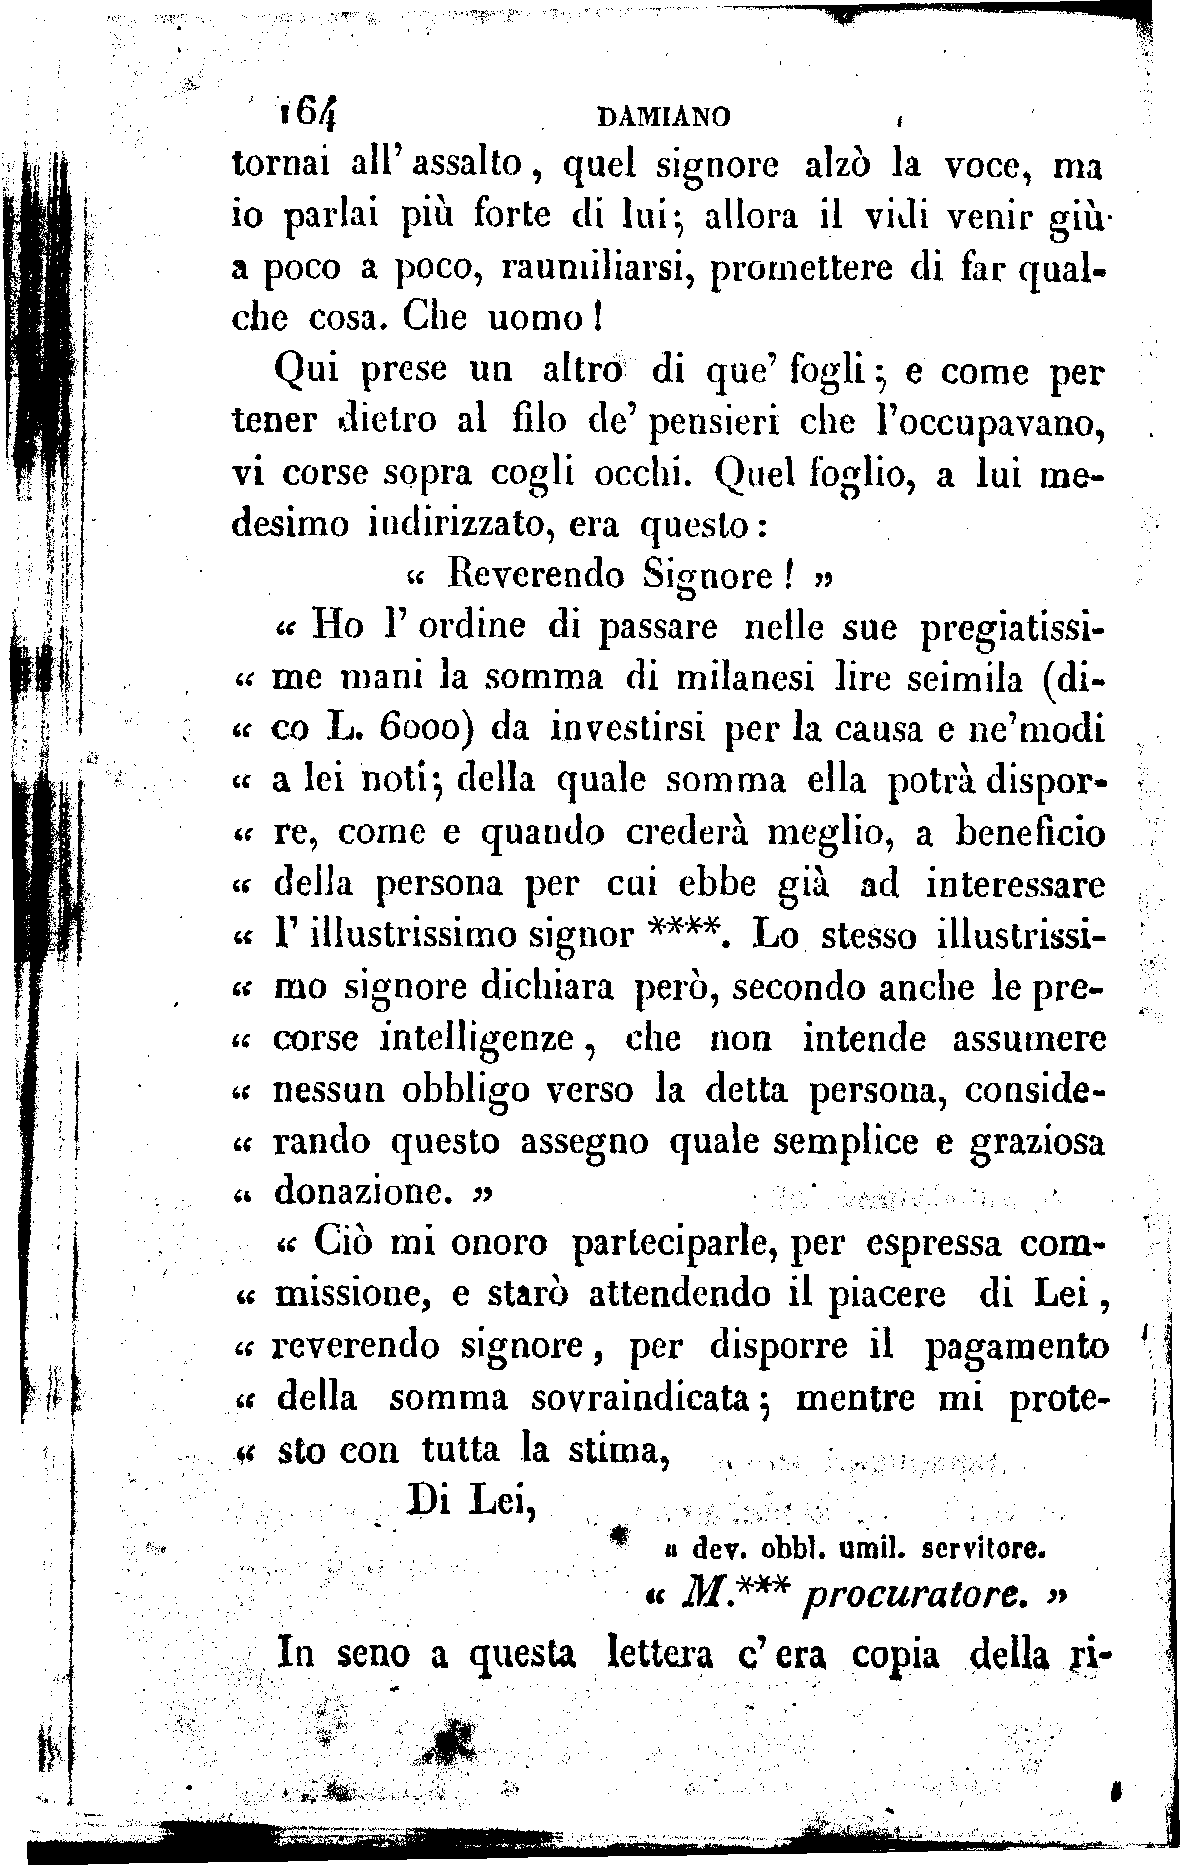 164 DAMIANO
tornai all' assalto, quel signore alzò la voce, ma
io parlai più forte di lui; allora il vidi venir giù
a poco a poco, raumiliarsi, promettere di far qual-
che cosa. Che uomo!
Qui prese un altro di que' fogli; e come per
tener dietro al filo de' pensieri che l'occupavano,
vi corse sopra cogli occhi. Quel foglio, a lui me-
desimo indirizzato, era questo:
“ Reverendo Signore! ”
“ Ho l' ordine di passare nelle sue pregiatissi-
“ me mani la somma di milanesi lire seimila (di-
“ co L. 6000) da investirsi per la causa e ne'modi
“ a lei noti; della quale somma ella potrà dispor-
“ re, come e quando crederà meglio, a beneficio
“ della persona per cui ebbe già ad interessare
“ l' illustrissimo signor ****. Lo stesso illustrissi-
“ mo signore dichiara però, secondo anche le pre-
“ corse intelligenze, che non intende assumere
“ nessun obbligo verso la detta persona, conside-
“ rando questo assegno quale semplice e graziosa
“ donazione. ”
“ Ciò mi onoro parteciparle, per espressa com-
“ missione, e starò attendendo il piacere di Lei,
“ reverendo signore, per disporre il pagamento
“ della somma sovraindicata; mentre mi prote-
“ sto con tutta la stima,
Di Lei,
“ dev. obbl. umil. servitore.
“ M.*** procuratore. ”
In seno a questa lettera c' era copia della ri-